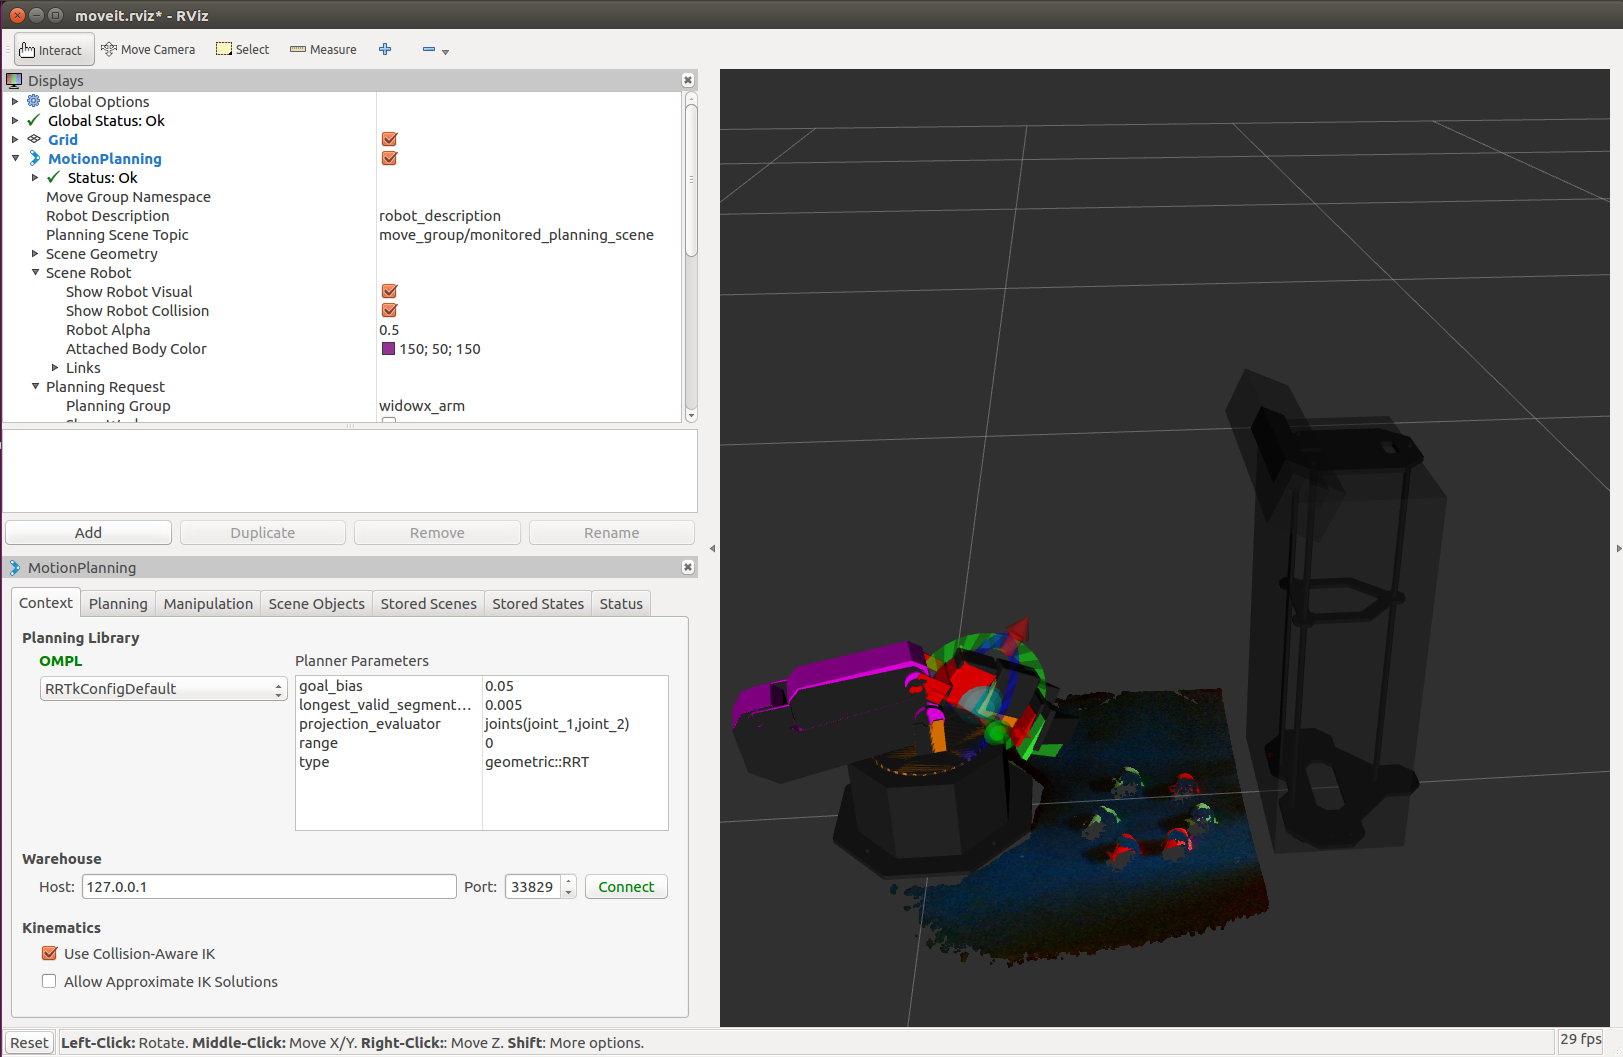 moveit.rviz* - RViz
Interact Move Camera Select Measure
Displays
Global Options
Global Status: Ok
Grid
MotionPlanning
Status: Ok
Move Group Namespace
Robot Description robot_description
Planning Scene Topic move_group/monitored_planning_scene
Scene Geometry
Scene Robot
Show Robot Visual
Show Robot Collision
Robot Alpha 0.5
Attached Body Color 150; 50; 150
Links
Planning Request
Planning Group widowx_arm
Add Duplicate Remove Rename
MotionPlanning
Context Planning Manipulation Scene Objects Stored Scenes Stored States Status
Planning Library
OMPL Planner Parameters
RRTkConfigDefault
goal_bias 0.05
longest_valid_segment... 0.005
projection_evaluator joints(joint_1,joint_2)
range 0
type geometric::RRT
Warehouse
Host: 127.0.0.1 Port: 33829 Connect
Kinematics
Use Collision-Aware IK
Allow Approximate IK Solutions
Reset Left-Click: Rotate. Middle-Click: Move X/Y. Right-Click:: Move Z. Shift: More options. 29 fps